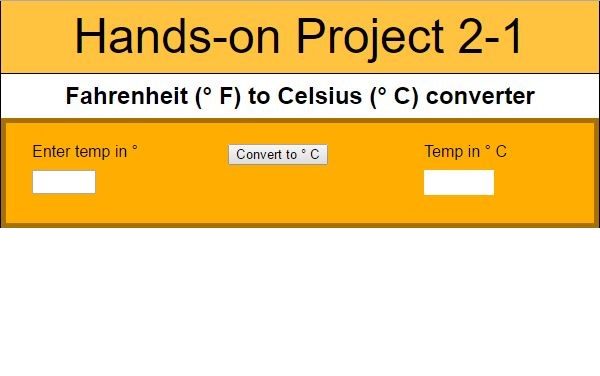 Hands-on Project 2-1
Fahrenheit (° F) to Celsius (° C) converter
Enter temp in °
Convert to ° C
Temp in ° C